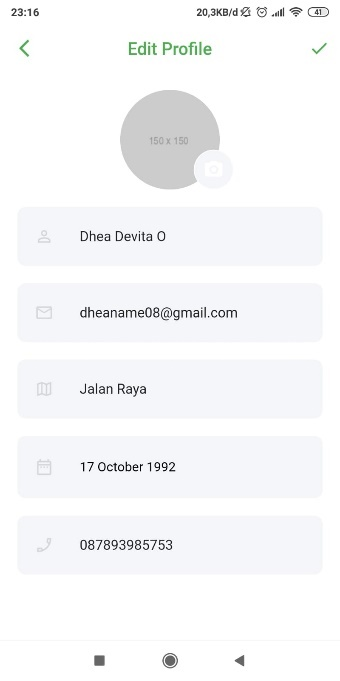 23:16 20,3KB/d 41
Edit Profile
150 x 150
Dhea Devita O
dheaname08@gmail.com
Jalan Raya
17 October 1992
087893985753